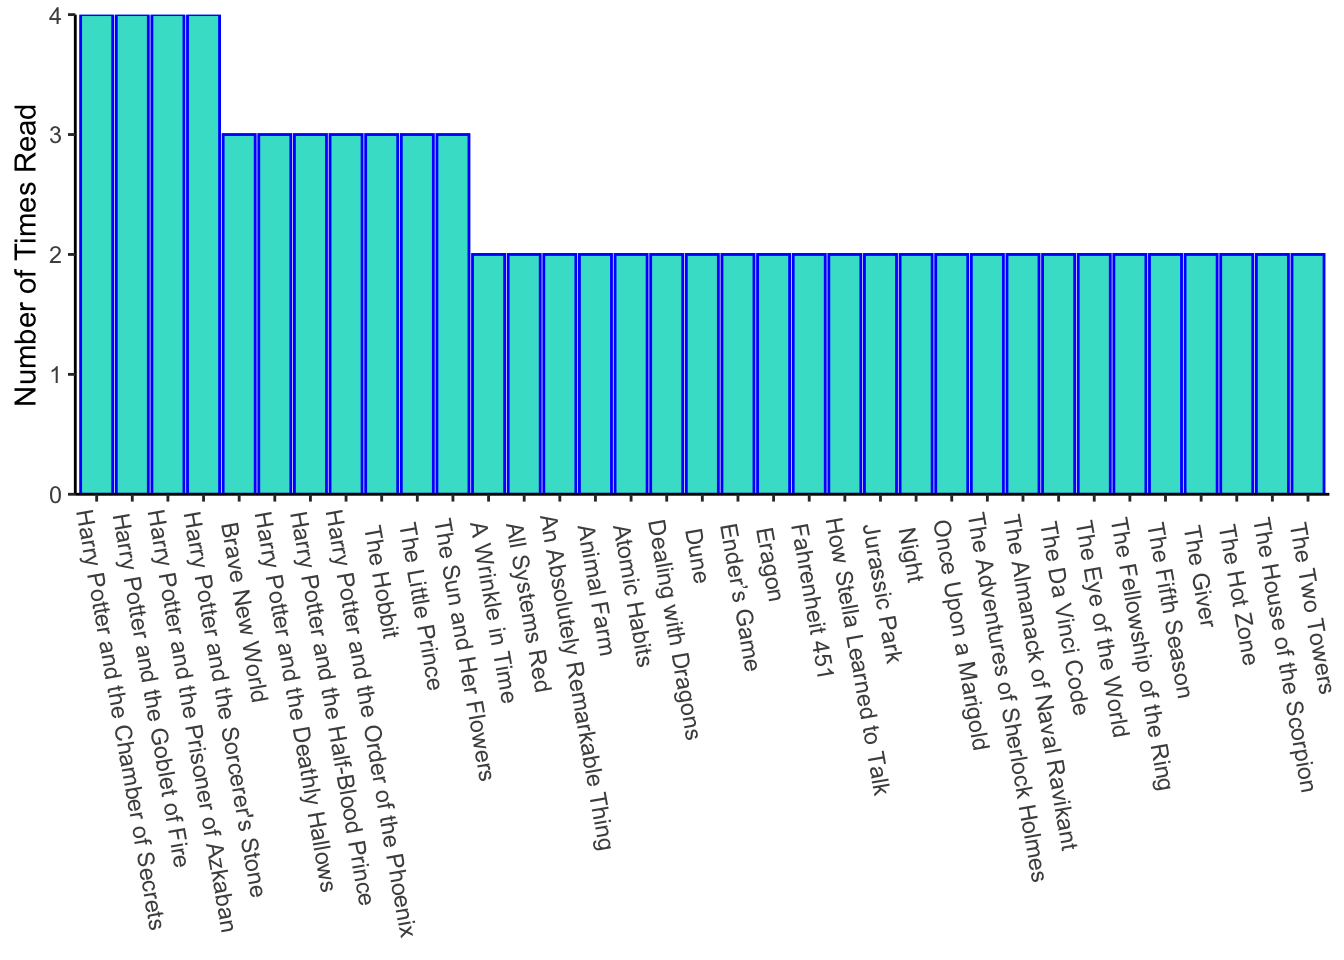 Number of Times Read
4
3
2
1
0
Harry Potter and the Chamber of Secrets
Harry Potter and the Goblet of Fire
Harry Potter and the Prisoner of Azkaban
Harry Potter and the Sorcerer's Stone
Brave New World
Harry Potter and the Deathly Hallows
Harry Potter and the Half-Blood Prince
Harry Potter and the Order of the Phoenix
The Hobbit
The Little Prince
The Sun and Her Flowers
A Wrinkle in Time
All Systems Red
An Absolutely Remarkable Thing
Animal Farm
Atomic Habits
Dealing with Dragons
Dune
Ender’s Game
Eragon
Fahrenheit 451
How Stella Learned to Talk
Jurassic Park
Night
Once Upon a Marigold
The Adventures of Sherlock Holmes
The Almanack of Naval Ravikant
The Da Vinci Code
The Eye of the World
The Fellowship of the Ring
The Fifth Season
The Giver
The Hot Zone
The House of the Scorpion
The Two Towers